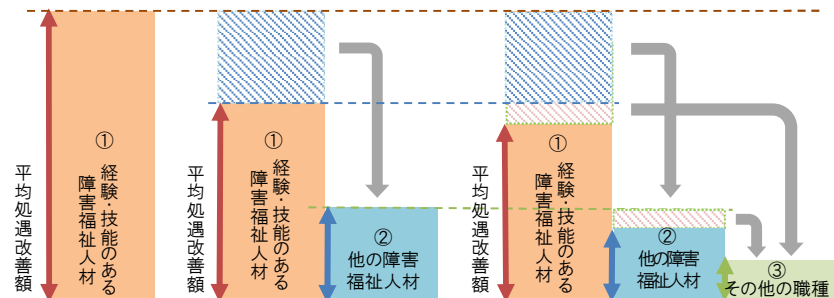 平均処遇改善額
①
経験・技能のある
障害福祉人材
平均処遇改善額
①
経験・技能のある
障害福祉人材
②
他の障害
福祉人材
平均処遇改善額
①
経験・技能のある
障害福祉人材
②
他の障害
福祉人材
③
その他の職種